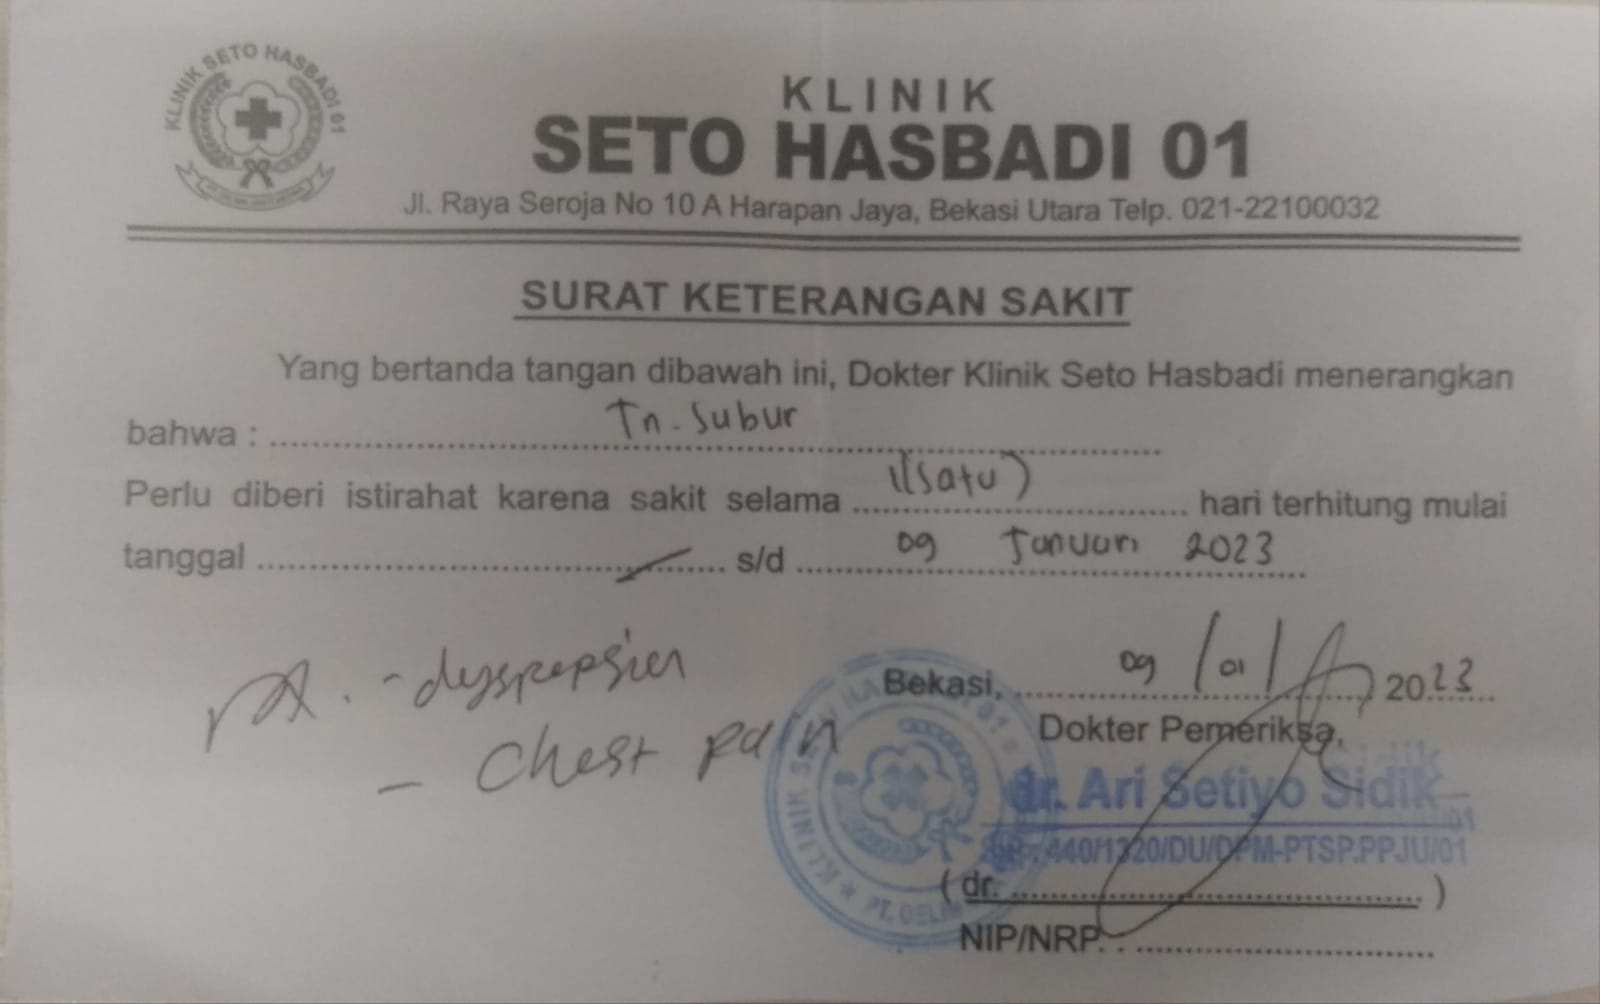 KLINIK SETO HASBADI 01
KLINIK
SETO HASBADI 01
Jl. Raya Seroja No 10 A Harapan Jaya, Bekasi Utara Telp. 021-22100032
SURAT KETERANGAN SAKIT
Yang bertanda tangan dibawah ini, Dokter Klinik Seto Hasbadi menerangkan
bahwa : Tn. Subur
Perlu diberi istirahat karena sakit selama 1 (satu) hari terhitung mulai
tanggal s/d 09 Januari 2023
- dyspepsia
- Chest pain
Bekasi, 09/01/ 2023
Dokter Pemeriksa,
dr. Ari Setiyo Sidik
440/1320/DU/DPM-PTSP.PPJU/01
( dr. )
NIP/NRP. :
KLINIK SETO HASBADI 01